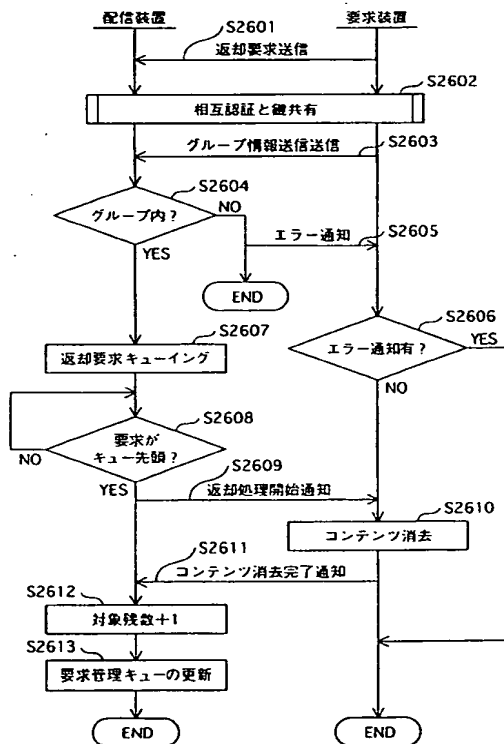 配信装置
要求装置
S2601
返却要求送信
S2602
相互認証と鍵共有
グループ情報送信送信
S2603
S2604
グループ内?
NO
YES
エラー通知
S2605
END
S2606
エラー通知有?
YES
NO
S2607
返却要求キューイング
S2608
要求が
キュー先頭?
NO
YES
S2609
返却処理開始通知
S2610
コンテンツ消去
S2611
コンテンツ消去完了通知
S2612
対象残数+1
S2613
要求管理キューの更新
END
END